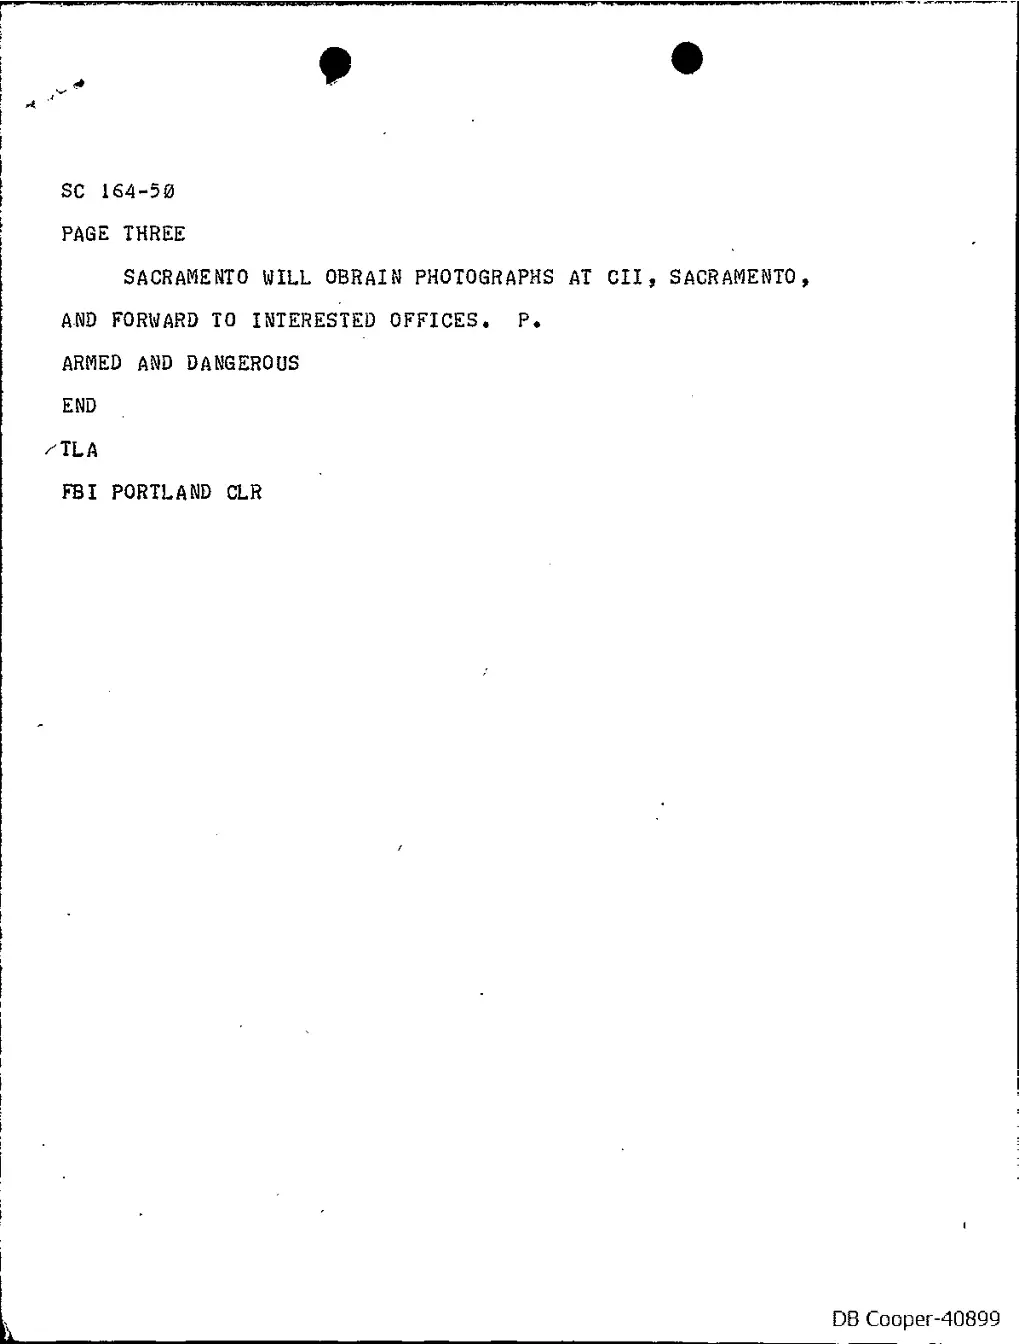 SC 164-50
PAGE THREE
SACRAMENTO WILL OBRAIN PHOTOGRAPHS AT CII, SACRAMENTO,
AND FORWARD TO INTERESTED OFFICES. P.
ARMED AND DANGEROUS
END
TLA
FBI PORTLAND CLR
DB Cooper-40899